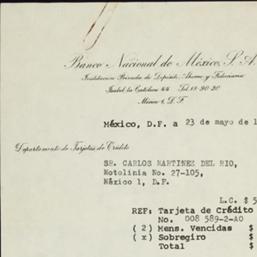 Banco Nacional de México, S. A.
Institución Privada de Depósito, Ahorro y Fiduciaria
Isabel la Católica 44 Tel. 18-90-20
México 1, D. F.
México, D.F. a 23 de mayo de 1
Departamento de Tarjetas de Crédito
SR. CARLOS MARTINEZ DEL RIO,
Motolinia No. 27-105,
México 1, D.F.
L.C. $ 5
REF: Tarjeta de Crédito
No. 008 589-2-A0
( 2 ) Mens. Vencidas $
( x ) Sobregiro $
Total $